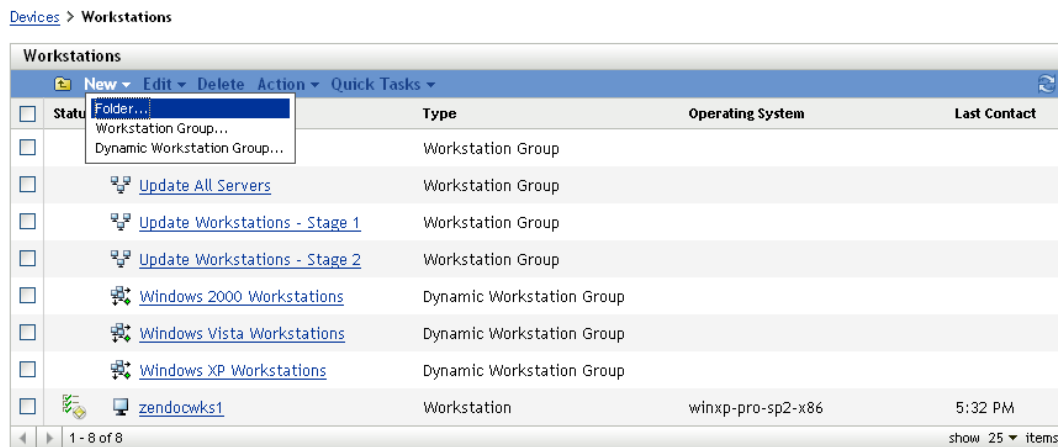 Devices > Workstations
Workstations
New Edit Delete Action Quick Tasks
Statu Type Operating System Last Contact
Folder...
Workstation Group...
Dynamic Workstation Group...
Workstation Group
Update All Servers Workstation Group
Update Workstations - Stage 1 Workstation Group
Update Workstations - Stage 2 Workstation Group
Windows 2000 Workstations Dynamic Workstation Group
Windows Vista Workstations Dynamic Workstation Group
Windows XP Workstations Dynamic Workstation Group
zendocwks1 Workstation winxp-pro-sp2-x86 5:32 PM
1 - 8 of 8 show 25 items